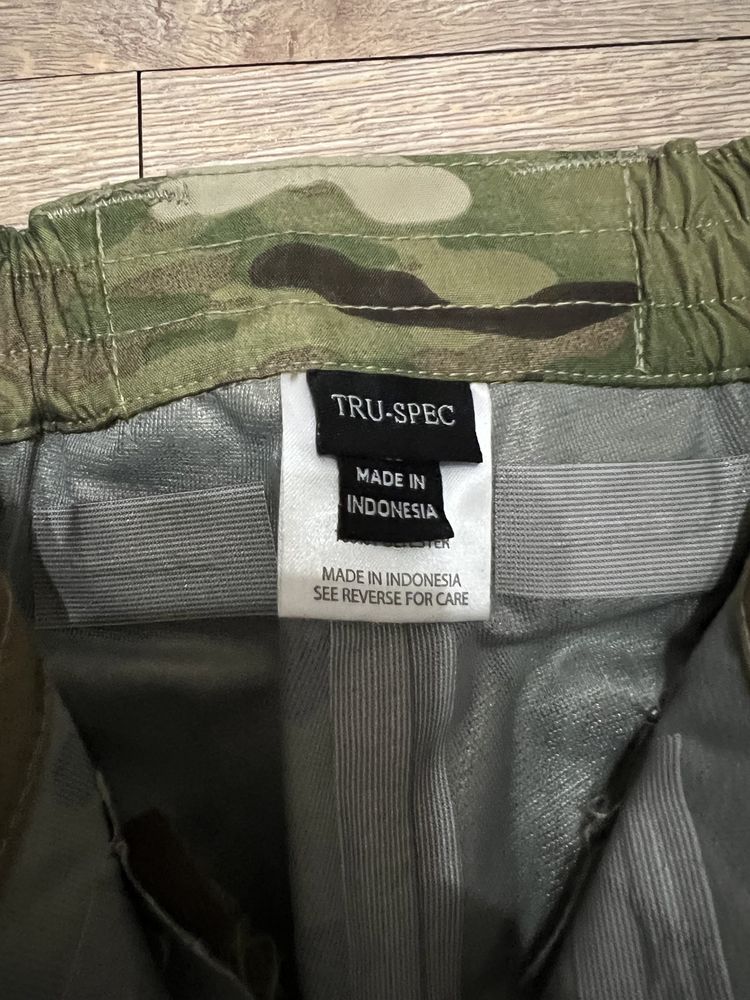 TRU-SPEC
MADE IN
INDONESIA
MADE IN INDONESIA
SEE REVERSE FOR CARE